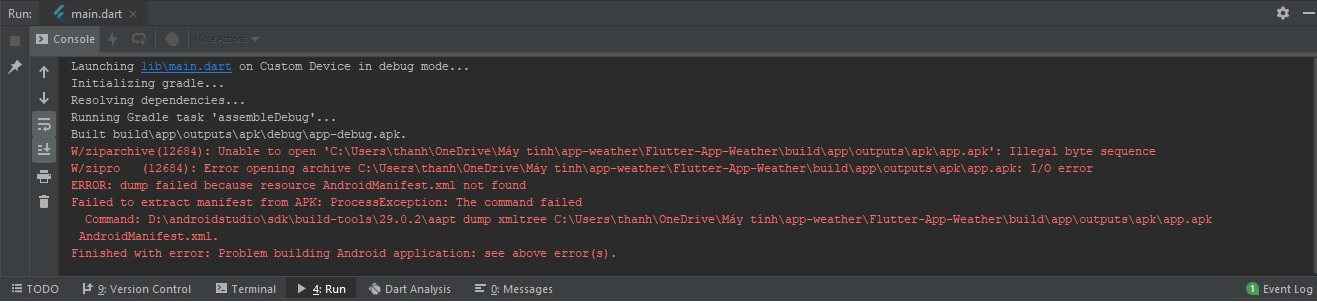 Run: main.dart
Console More Actions
Launching lib\main.dart on Custom Device in debug mode...
Initializing gradle...
Resolving dependencies...
Running Gradle task 'assembleDebug'...
Built build\app\outputs\apk\debug\app-debug.apk.
W/ziparchive(12684): Unable to open 'C:\Users\thanh\OneDrive\Máy tính\app-weather\Flutter-App-Weather\build\app\outputs\apk\app.apk': Illegal byte sequence
W/zipro   (12684): Error opening archive C:\Users\thanh\OneDrive\Máy tính\app-weather\Flutter-App-Weather\build\app\outputs\apk\app.apk: I/O error
ERROR: dump failed because resource AndroidManifest.xml not found
Failed to extract manifest from APK: ProcessException: The command failed
Command: D:\androidstudio\sdk\build-tools\29.0.2\aapt dump xmltree C:\Users\thanh\OneDrive\Máy tính\app-weather\Flutter-App-Weather\build\app\outputs\apk\app.apk
AndroidManifest.xml.
Finished with error: Problem building Android application: see above error(s).
TODO 9: Version Control Terminal 4: Run Dart Analysis 0: Messages 1 Event Log